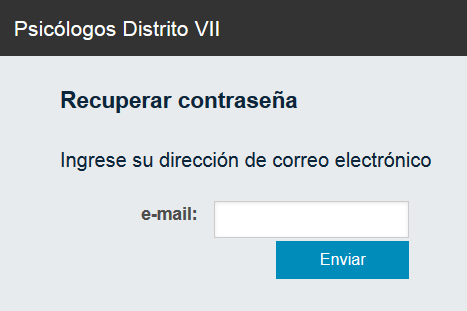 Psicólogos Distrito VII
Recuperar contraseña
Ingrese su dirección de correo electrónico
e-mail:
Enviar